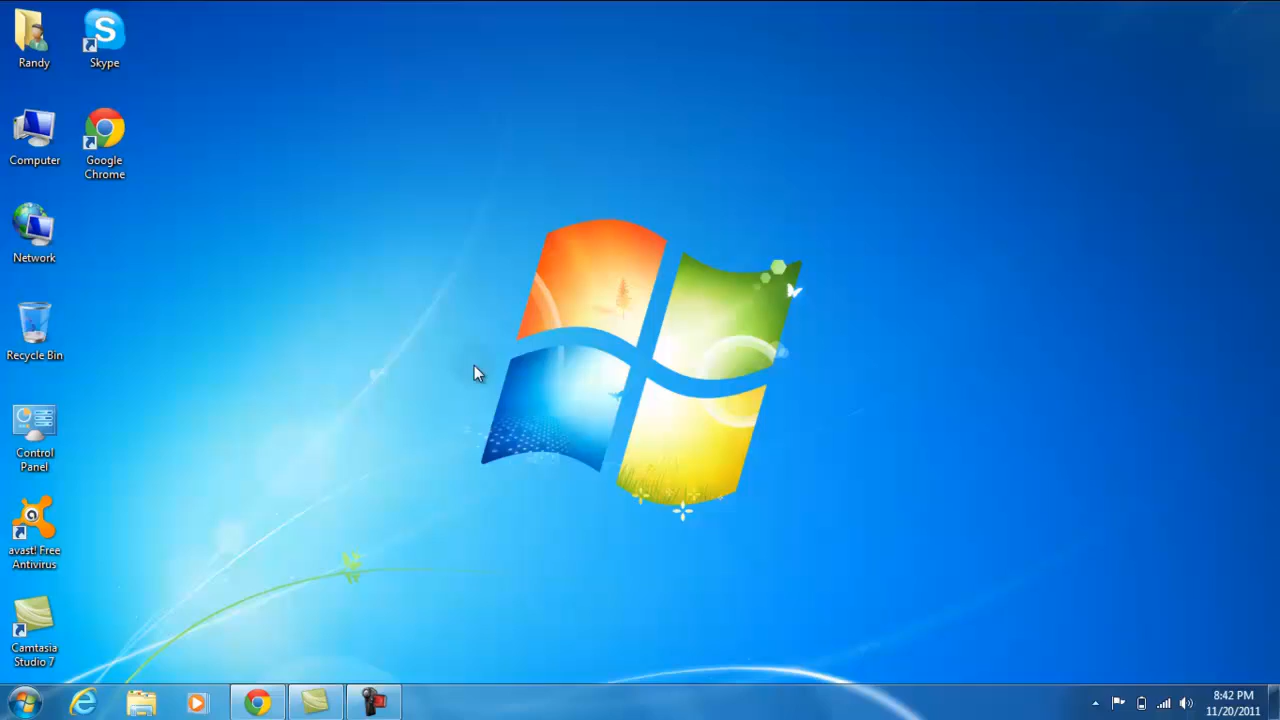 Randy
Skype
Computer
Google
Chrome
Network
Recycle Bin
Control
Panel
avast! Free
Antivirus
Camtasia
Studio 7
8:42 PM
11/20/2011